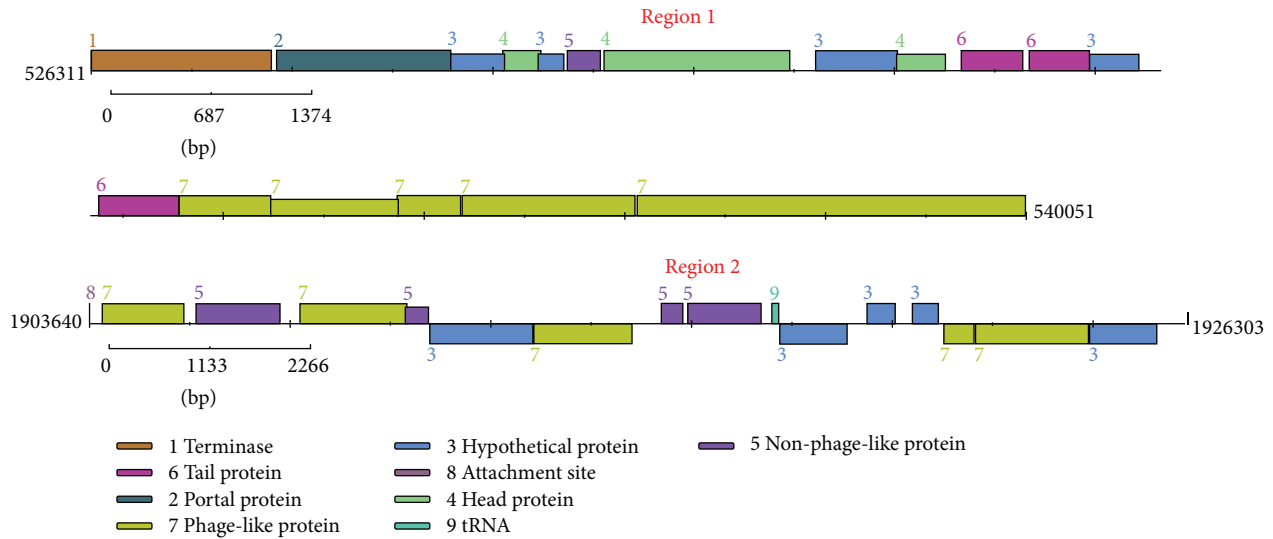 Region 1
1 2 3 4 3 5 4 3 4 6 6 3
526311
0 687 1374
(bp)
6 7 7 7 7 7
540051
Region 2
8 7 5 7 5 5 5 9 3 3
1903640 1926303
3 7 3 7 7 3
0 1133 2266
(bp)
1 Terminase 3 Hypothetical protein 5 Non-phage-like protein
6 Tail protein 8 Attachment site
2 Portal protein 4 Head protein
7 Phage-like protein 9 tRNA